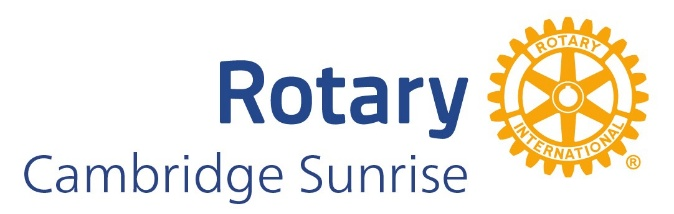 Rotary
Cambridge Sunrise
ROTARY
INTERNATIONAL
®